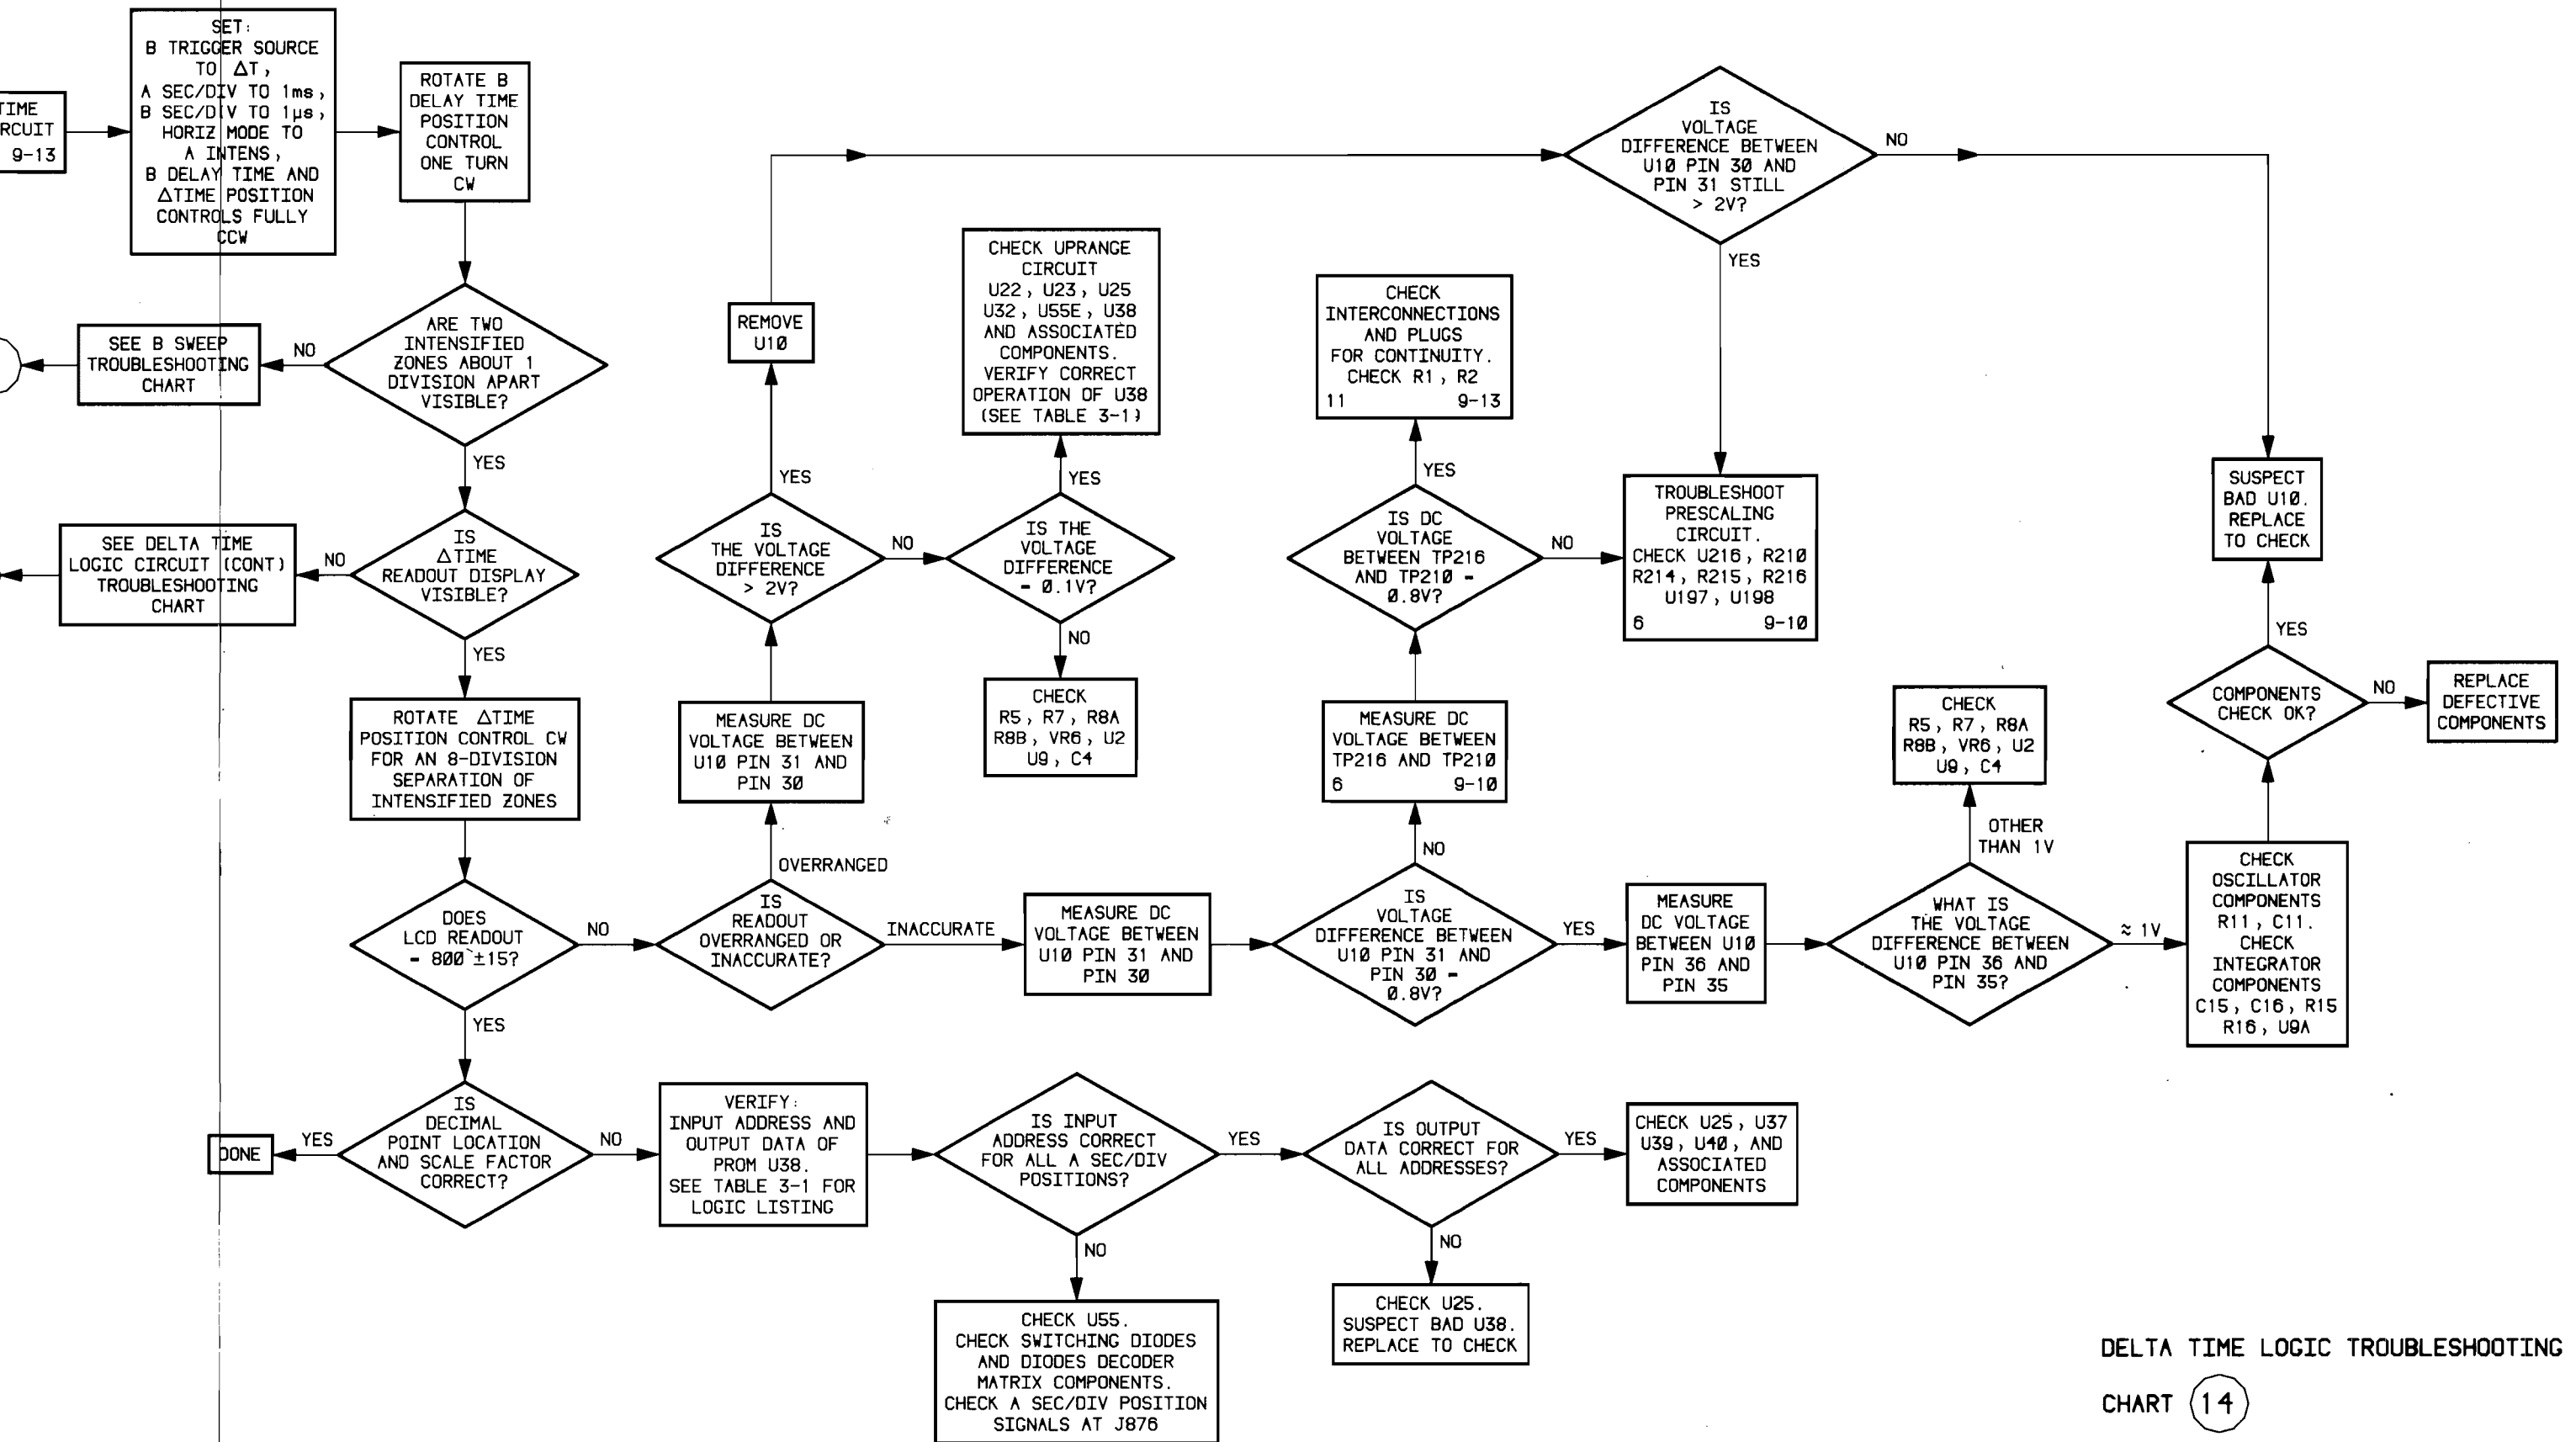 TIME
RCUIT
9-13
SET:
B TRIGGER SOURCE
TO ΔT,
A SEC/DIV TO 1ms,
B SEC/DIV TO 1µs,
HORIZ MODE TO
A INTENS,
B DELAY TIME AND
ΔTIME POSITION
CONTROLS FULLY
CCW
ROTATE B
DELAY TIME
POSITION
CONTROL
ONE TURN
CW
ARE TWO
INTENSIFIED
ZONES ABOUT 1
DIVISION APART
VISIBLE?
NO
SEE B SWEEP
TROUBLESHOOTING
CHART
YES
IS
ΔTIME
READOUT DISPLAY
VISIBLE?
NO
SEE DELTA TIME
LOGIC CIRCUIT (CONT)
TROUBLESHOOTING
CHART
YES
ROTATE ΔTIME
POSITION CONTROL CW
FOR AN 8-DIVISION
SEPARATION OF
INTENSIFIED ZONES
DOES
LCD READOUT
= 800 ±15?
NO
YES
IS
DECIMAL
POINT LOCATION
AND SCALE FACTOR
CORRECT?
YES
DONE
NO
VERIFY:
INPUT ADDRESS AND
OUTPUT DATA OF
PROM U38.
SEE TABLE 3-1 FOR
LOGIC LISTING
IS INPUT
ADDRESS CORRECT
FOR ALL A SEC/DIV
POSITIONS?
YES
NO
CHECK U55.
CHECK SWITCHING DIODES
AND DIODES DECODER
MATRIX COMPONENTS.
CHECK A SEC/DIV POSITION
SIGNALS AT J876
IS OUTPUT
DATA CORRECT FOR
ALL ADDRESSES?
YES
CHECK U25, U37
U39, U40, AND
ASSOCIATED
COMPONENTS
NO
CHECK U25.
SUSPECT BAD U38.
REPLACE TO CHECK
IS
READOUT
OVERRANGED OR
INACCURATE?
OVERRANGED
MEASURE DC
VOLTAGE BETWEEN
U10 PIN 31 AND
PIN 30
IS
THE VOLTAGE
DIFFERENCE
> 2V?
YES
REMOVE
U10
NO
IS THE
VOLTAGE
DIFFERENCE
= 0.1V?
YES
CHECK UPRANGE
CIRCUIT
U22, U23, U25
U32, U55E, U38
AND ASSOCIATED
COMPONENTS.
VERIFY CORRECT
OPERATION OF U38
(SEE TABLE 3-1)
NO
CHECK
R5, R7, R8A
R8B, VR6, U2
U9, C4
INACCURATE
MEASURE DC
VOLTAGE BETWEEN
U10 PIN 31 AND
PIN 30
IS
VOLTAGE
DIFFERENCE BETWEEN
U10 PIN 31 AND
PIN 30 =
0.8V?
NO
MEASURE DC
VOLTAGE BETWEEN
TP216 AND TP210
6 9-10
IS DC
VOLTAGE
BETWEEN TP216
AND TP210 =
0.8V?
YES
CHECK
INTERCONNECTIONS
AND PLUGS
FOR CONTINUITY.
CHECK R1, R2
11 9-13
NO
TROUBLESHOOT
PRESCALING
CIRCUIT.
CHECK U216, R210
R214, R215, R216
U197, U198
6 9-10
IS
VOLTAGE
DIFFERENCE BETWEEN
U10 PIN 30 AND
PIN 31 STILL
> 2V?
YES
NO
YES
MEASURE
DC VOLTAGE
BETWEEN U10
PIN 36 AND
PIN 35
WHAT IS
THE VOLTAGE
DIFFERENCE BETWEEN
U10 PIN 36 AND
PIN 35?
OTHER
THAN 1V
CHECK
R5, R7, R8A
R8B, VR6, U2
U9, C4
≈ 1V
CHECK
OSCILLATOR
COMPONENTS
R11, C11.
CHECK
INTEGRATOR
COMPONENTS
C15, C16, R15
R16, U9A
COMPONENTS
CHECK OK?
NO
REPLACE
DEFECTIVE
COMPONENTS
YES
SUSPECT
BAD U10.
REPLACE
TO CHECK
DELTA TIME LOGIC TROUBLESHOOTING
CHART 14